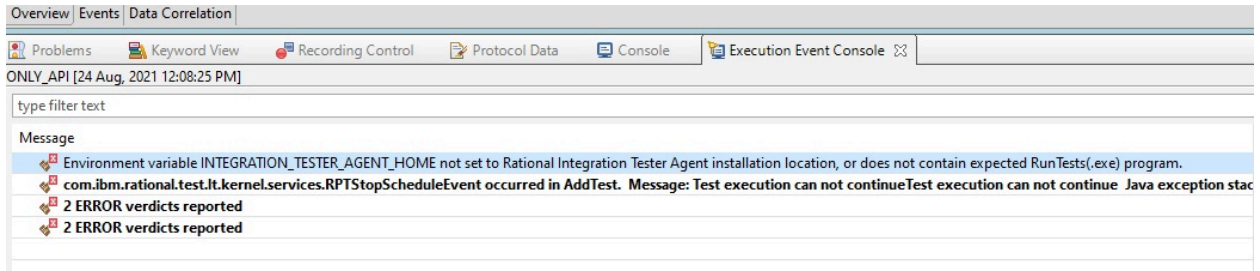 Overview Events Data Correlation
Problems Keyword View Recording Control Protocol Data Console Execution Event Console
ONLY_API [24 Aug, 2021 12:08:25 PM]
type filter text
Message
Environment variable INTEGRATION_TESTER_AGENT_HOME not set to Rational Integration Tester Agent installation location, or does not contain expected RunTests(.exe) program.
com.ibm.rational.test.lt.kernel.services.RPTStopScheduleEvent occurred in AddTest. Message: Test execution can not continueTest execution can not continue Java exception stac
2 ERROR verdicts reported
2 ERROR verdicts reported